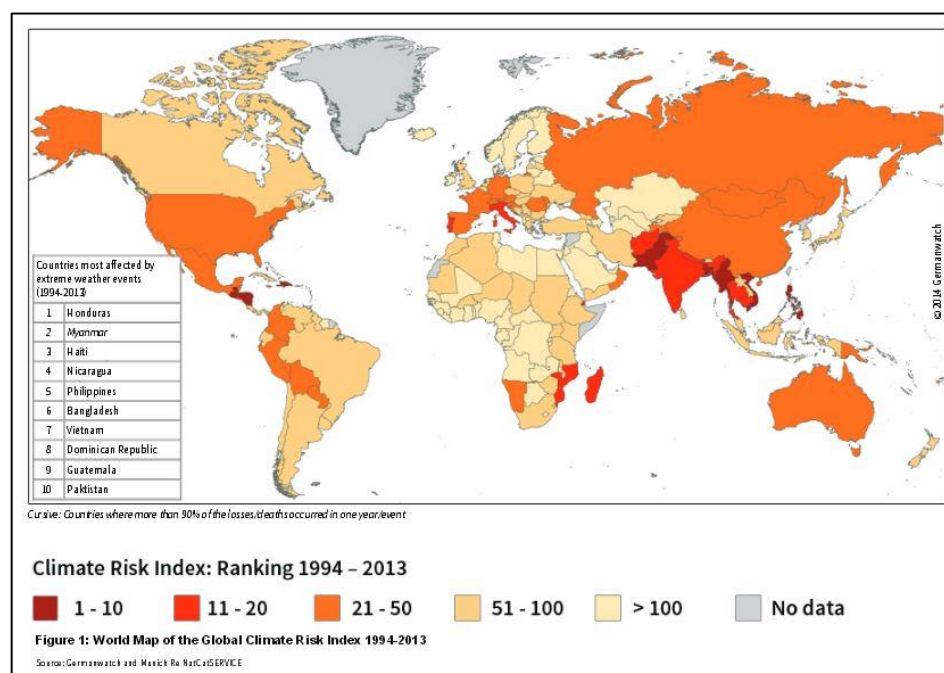 ©2014 Germanwatch
Countries most affected by
extreme weather events
(1994-2013)
1 Honduras
2 Myanmar
3 Haiti
4 Nicaragua
5 Philippines
6 Bangladesh
7 Vietnam
8 Dominican Republic
9 Guatemala
10 Paktistan
Cursive: Countries where more than 90% of the losses/deaths occurred in one year/event
Climate Risk Index: Ranking 1994 – 2013
1 - 10 11 - 20 21 - 50 51 - 100 > 100 No data
Figure 1: World Map of the Global Climate Risk Index 1994-2013
Source: Germanwatch and Munich Re NatCatSERVICE